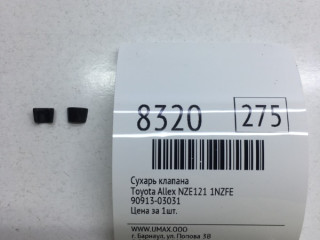 8320 275
Сухарь клапана
Toyota Allex NZE121 1NZFE
90913-03031
Цена за 1шт.
WWW.UMAX.OOO
г. Барнаул, ул. Попова 38